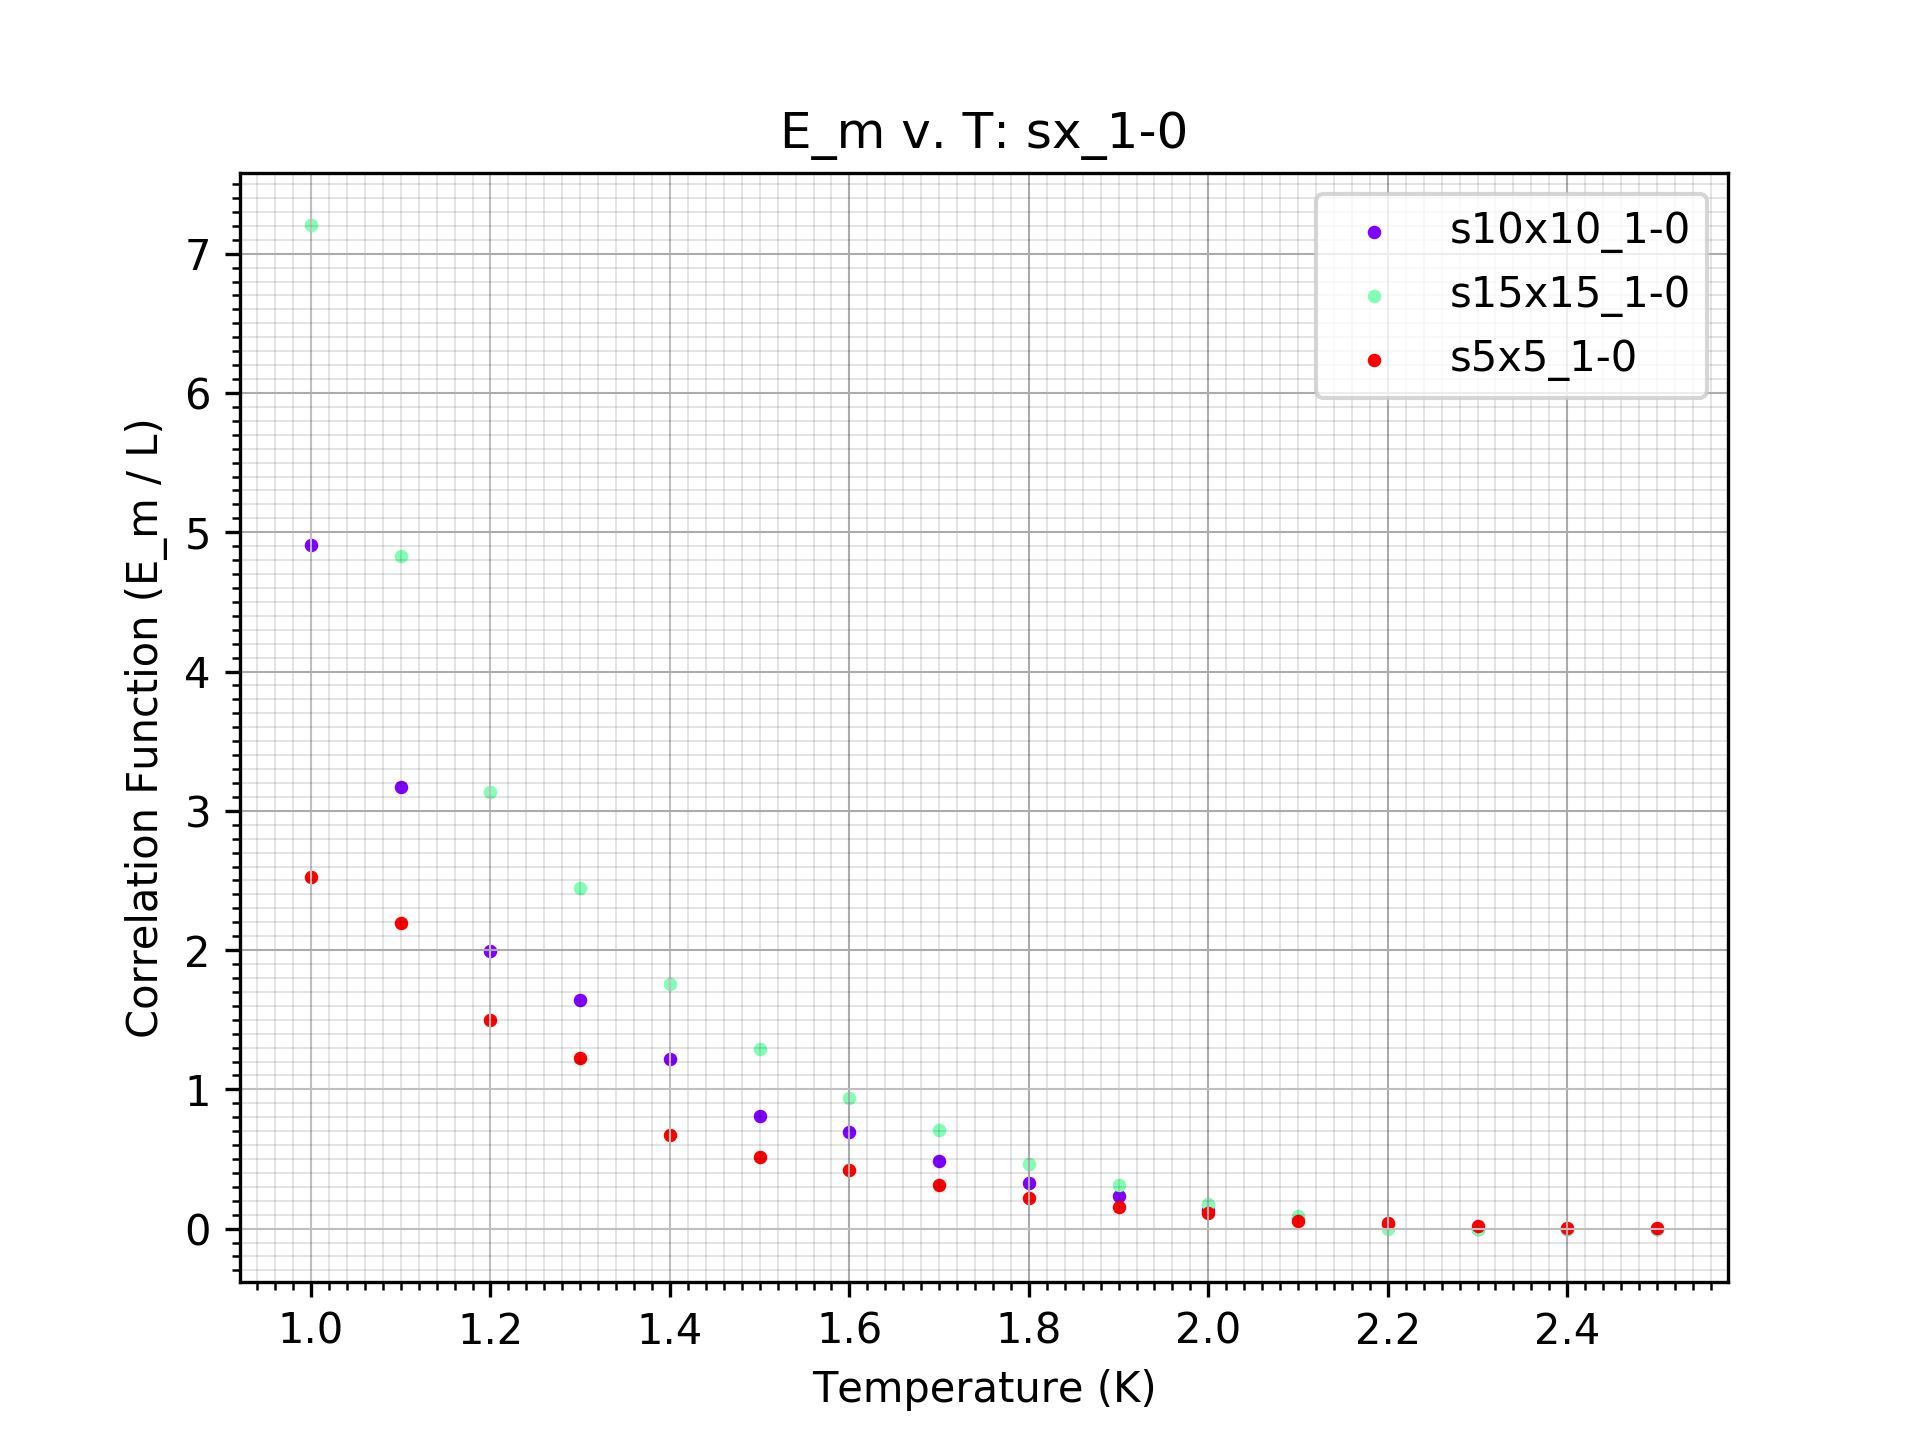 E_m v. T: sx_1-0
s10x10_1-0
s15x15_1-0
s5x5_1-0
Correlation Function (E_m / L)
7
6
5
4
3
2
1
0
1.0 1.2 1.4 1.6 1.8 2.0 2.2 2.4
Temperature (K)